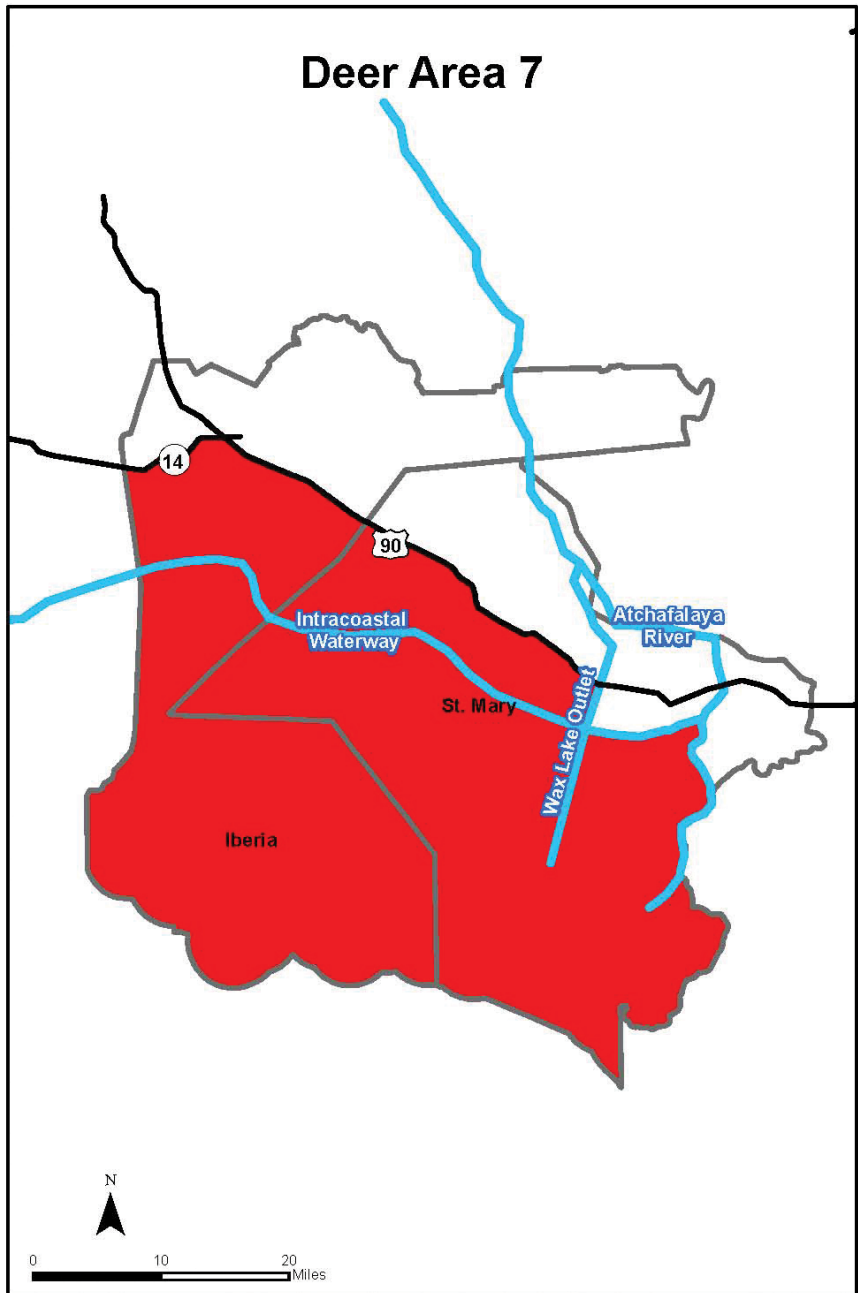 Deer Area 7
14
90
Intracoastal
Waterway
Atchafalaya
River
St. Mary
Wax Lake Outlet
Iberia
N
0 10 20
Miles